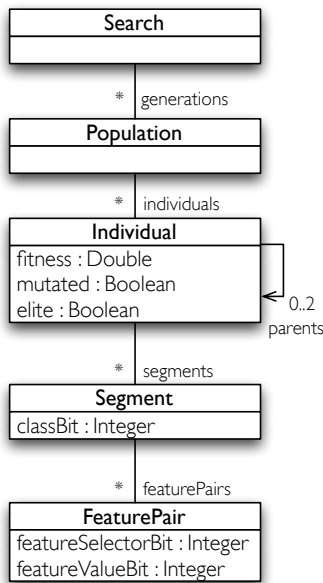 Search
* generations
Population
* individuals
Individual
fitness : Double
mutated : Boolean
elite : Boolean
0..2
parents
* segments
Segment
classBit : Integer
* featurePairs
FeaturePair
featureSelectorBit : Integer
featureValueBit : Integer